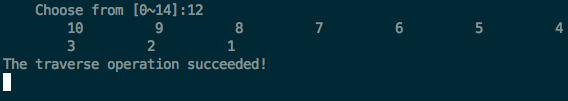 Choose from [0~14]:12
10 9 8 7 6 5 4
3 2 1
The traverse operation succeeded!